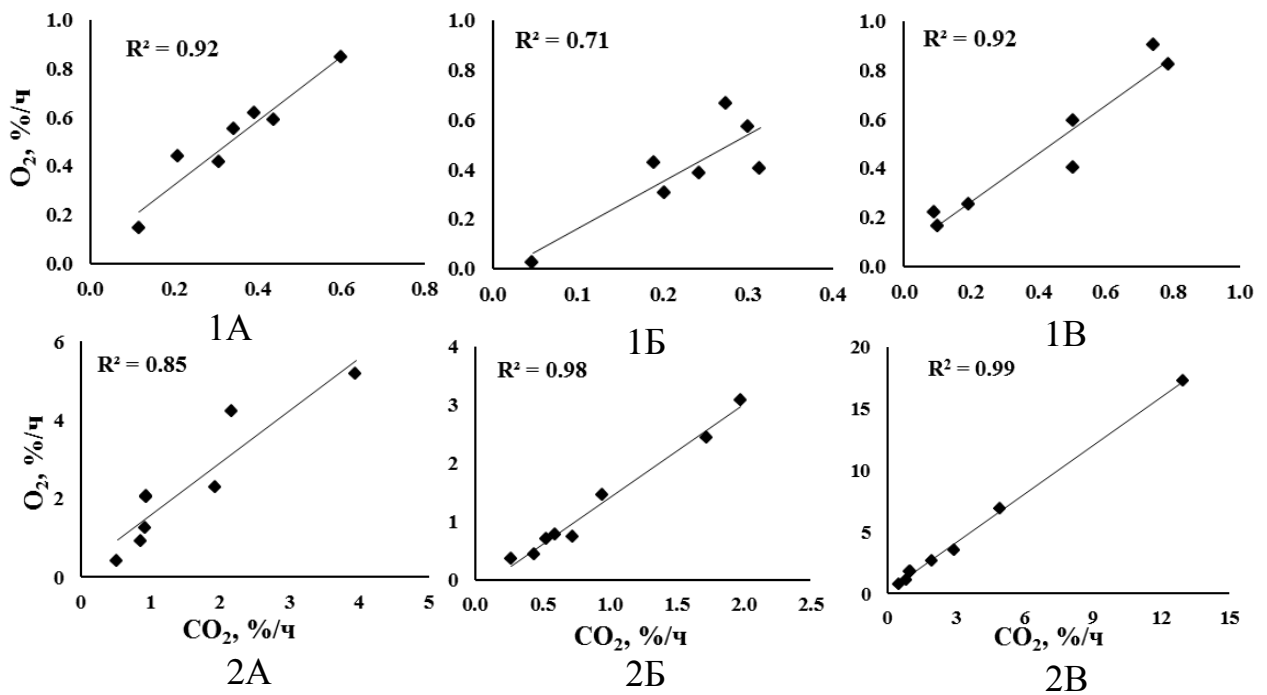 R² = 0.92
O₂, %/ч
1.0
0.8
0.6
0.4
0.2
0.0
0.0 0.2 0.4 0.6 0.8
1А
R² = 0.71
1.0
0.8
0.6
0.4
0.2
0.0
0.0 0.1 0.2 0.3 0.4
1Б
R² = 0.92
1.0
0.8
0.6
0.4
0.2
0.0
0.0 0.2 0.4 0.6 0.8 1.0
1В
R² = 0.85
O₂, %/ч
6
4
2
0
0 1 2 3 4 5
CO₂, %/ч
2А
R² = 0.98
4
3
2
1
0
0.0 0.5 1.0 1.5 2.0 2.5
CO₂, %/ч
2Б
R² = 0.99
20
15
10
5
0
0 3 6 9 12 15
CO₂, %/ч
2В